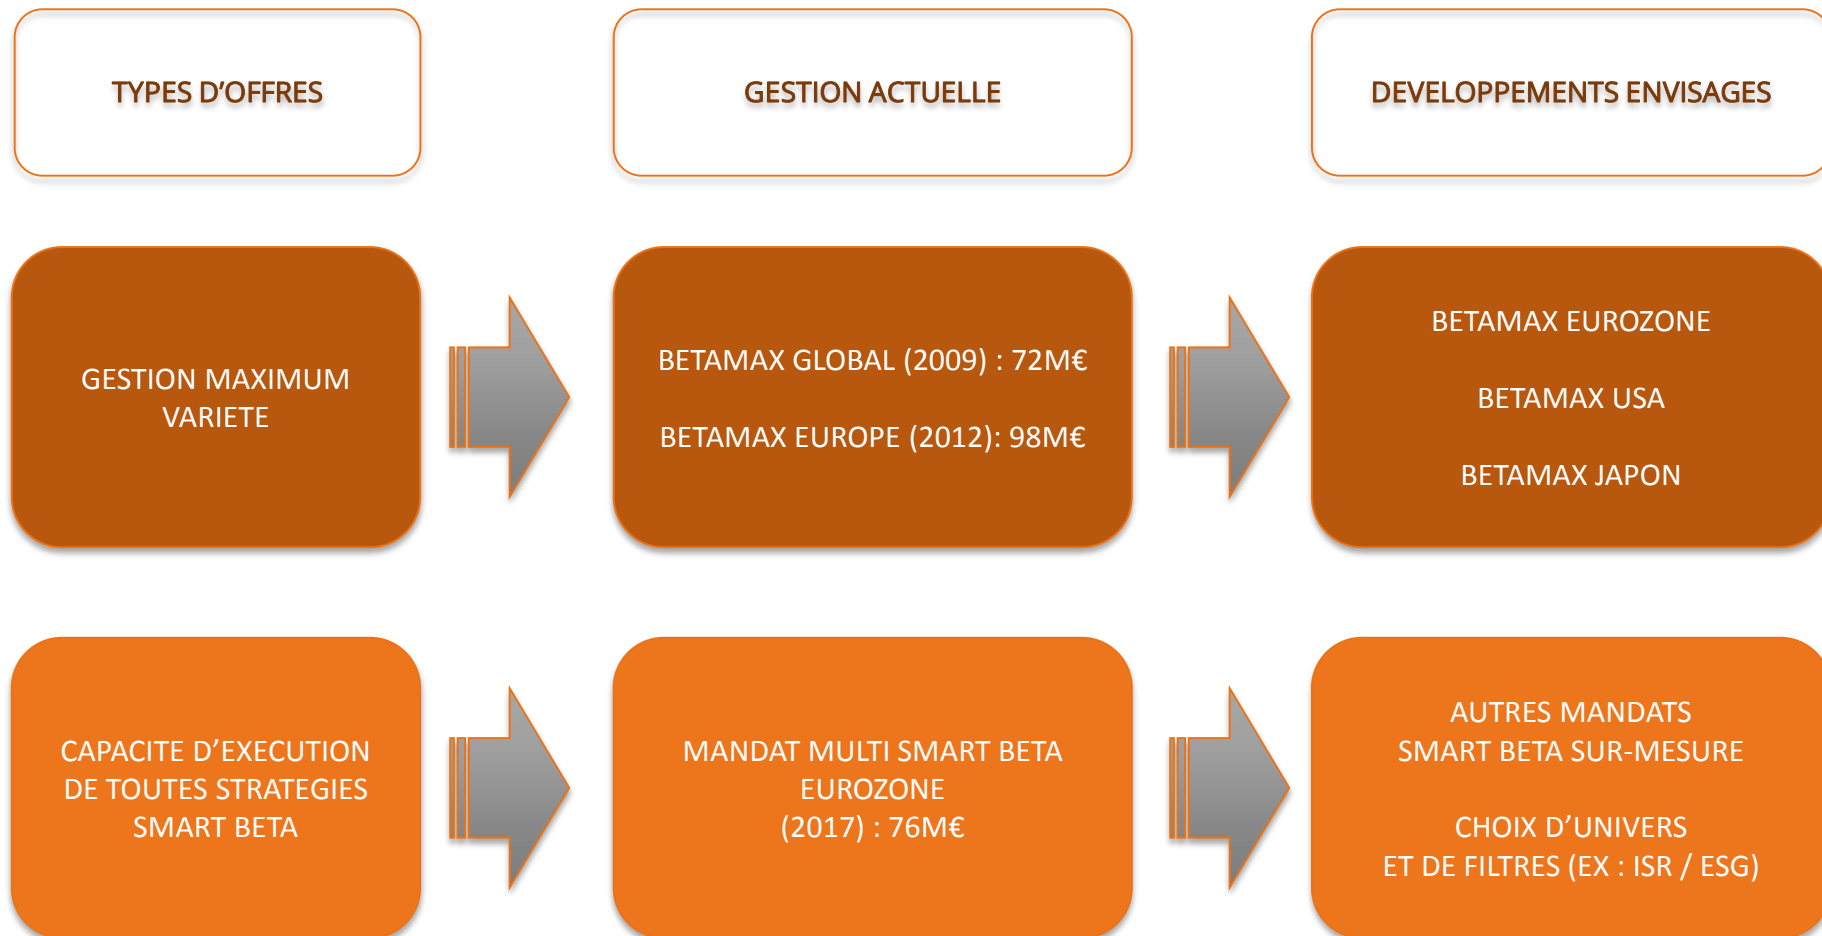 TYPES D’OFFRES
GESTION ACTUELLE
DEVELOPPEMENTS ENVISAGES
GESTION MAXIMUM
VARIETE
BETAMAX GLOBAL (2009) : 72M€
BETAMAX EUROPE (2012): 98M€
BETAMAX EUROZONE
BETAMAX USA
BETAMAX JAPON
CAPACITE D’EXECUTION
DE TOUTES STRATEGIES
SMART BETA
MANDAT MULTI SMART BETA
EUROZONE
(2017) : 76M€
AUTRES MANDATS
SMART BETA SUR-MESURE
CHOIX D’UNIVERS
ET DE FILTRES (EX : ISR / ESG)